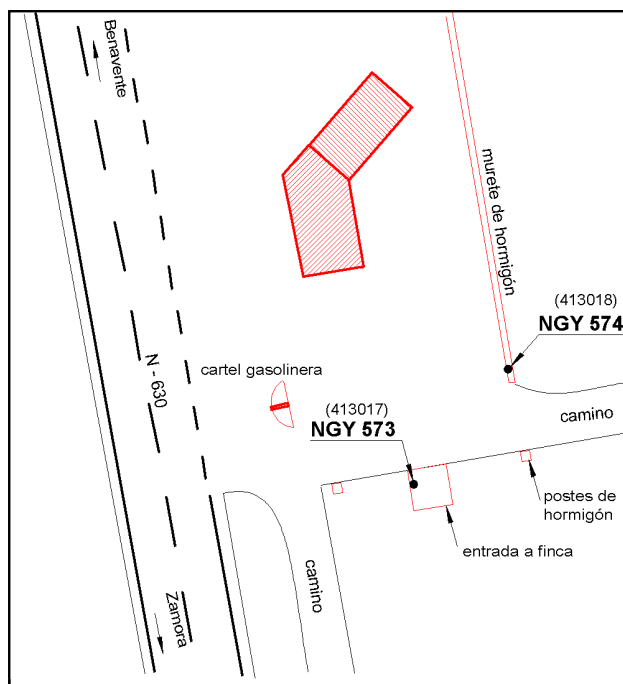 Benavente
murete de hormigón
(413018)
NGY 574
N - 630
cartel gasolinera
(413017)
NGY 573
camino
postes de
hormigón
entrada a finca
camino
Zamora